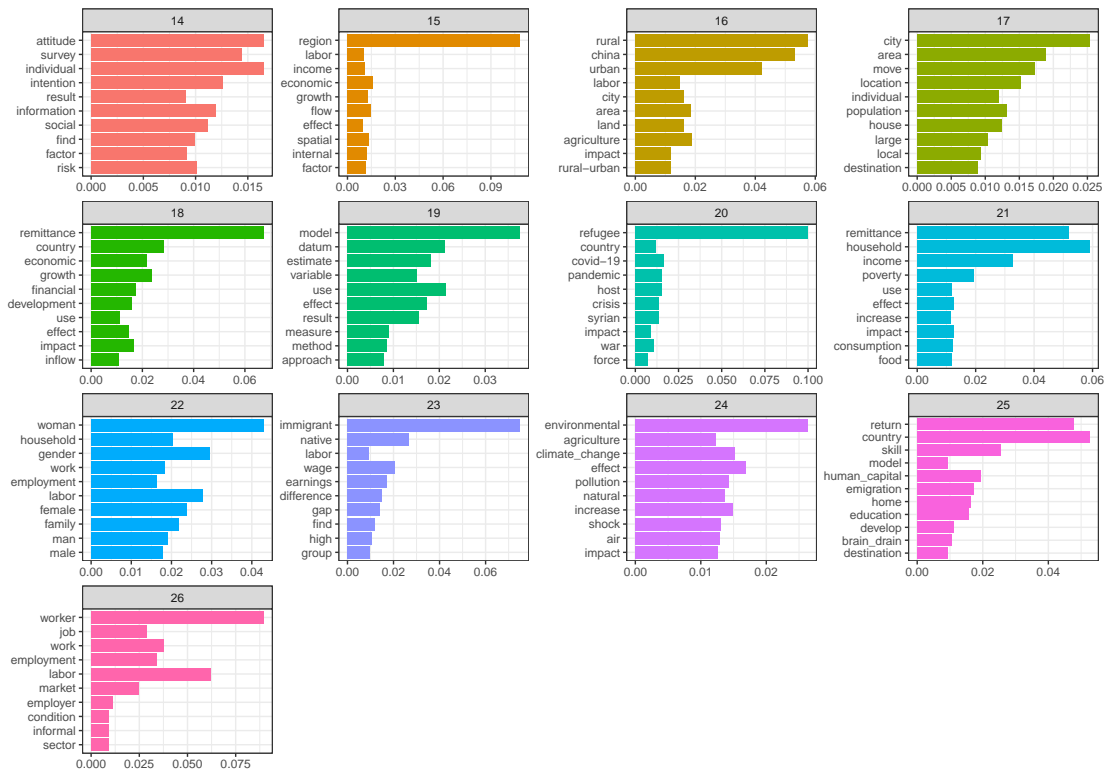 14
attitude
survey
individual
intention
result
information
social
find
factor
risk
0.000 0.005 0.010 0.015
15
region
labor
income
economic
growth
flow
effect
spatial
internal
factor
0.00 0.03 0.06 0.09
16
rural
china
urban
labor
city
area
land
agriculture
impact
rural−urban
0.00 0.02 0.04 0.06
17
city
area
move
location
individual
population
house
large
local
destination
0.000 0.005 0.010 0.015 0.020 0.025
18
remittance
country
economic
growth
financial
development
use
effect
impact
inflow
0.00 0.02 0.04 0.06
19
model
datum
estimate
variable
use
effect
result
measure
method
approach
0.00 0.01 0.02 0.03
20
refugee
country
covid−19
pandemic
host
crisis
syrian
impact
war
force
0.000 0.025 0.050 0.075 0.100
21
remittance
household
income
poverty
use
effect
increase
impact
consumption
food
0.00 0.02 0.04 0.06
22
woman
household
gender
work
employment
labor
female
family
man
male
0.00 0.01 0.02 0.03 0.04
23
immigrant
native
labor
wage
earnings
difference
gap
find
high
group
0.00 0.02 0.04 0.06
24
environmental
agriculture
climate_change
effect
pollution
natural
increase
shock
air
impact
0.00 0.01 0.02
25
return
country
skill
model
human_capital
emigration
home
education
develop
brain_drain
destination
0.00 0.02 0.04
26
worker
job
work
employment
labor
market
employer
condition
informal
sector
0.000 0.025 0.050 0.075